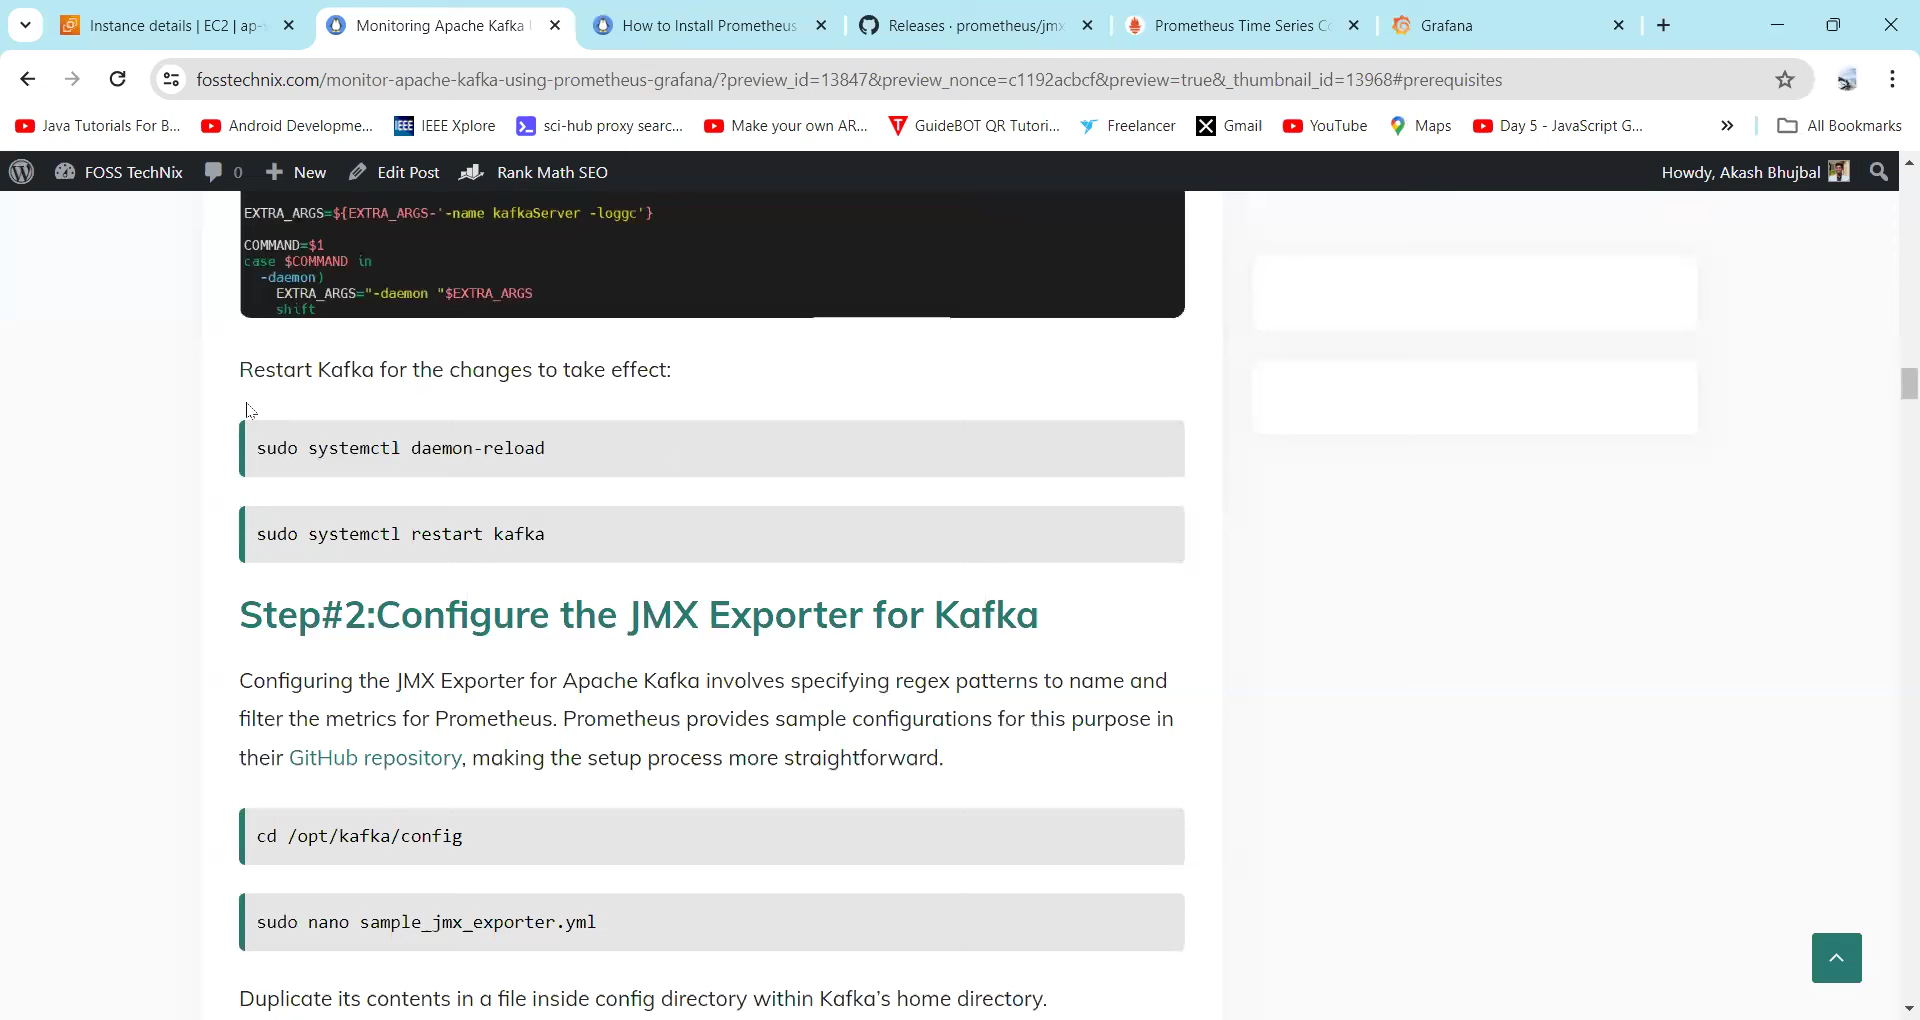 Instance details | EC2 | ap-
Monitoring Apache Kafka
How to Install Prometheus
Releases · prometheus/jmx
Prometheus Time Series Co
Grafana
fosstechnix.com/monitor-apache-kafka-using-prometheus-grafana/?preview_id=13847&preview_nonce=c1192acbcf&preview=true&_thumbnail_id=13968#prerequisites
Java Tutorials For B...
Android Developme...
IEEE Xplore
sci-hub proxy searc...
Make your own AR...
GuideBOT QR Tutori...
Freelancer
Gmail
YouTube
Maps
Day 5 - JavaScript G...
All Bookmarks
FOSS TechNix
0
New
Edit Post
Rank Math SEO
Howdy, Akash Bhujbal
EXTRA_ARGS=${EXTRA_ARGS-'-name kafkaServer -loggc'}
COMMAND=$1
case $COMMAND in
-daemon)
EXTRA_ARGS="-daemon "$EXTRA_ARGS
shift
Restart Kafka for the changes to take effect:
sudo systemctl daemon-reload
sudo systemctl restart kafka
Step#2:Configure the JMX Exporter for Kafka
Configuring the JMX Exporter for Apache Kafka involves specifying regex patterns to name and
filter the metrics for Prometheus. Prometheus provides sample configurations for this purpose in
their GitHub repository, making the setup process more straightforward.
cd /opt/kafka/config
sudo nano sample_jmx_exporter.yml
Duplicate its contents in a file inside config directory within Kafka's home directory.